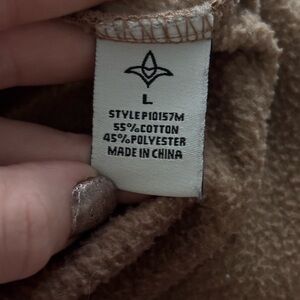 L
STYLE P10157M
55%COTTON
45%POLYESTER
MADE IN CHINA